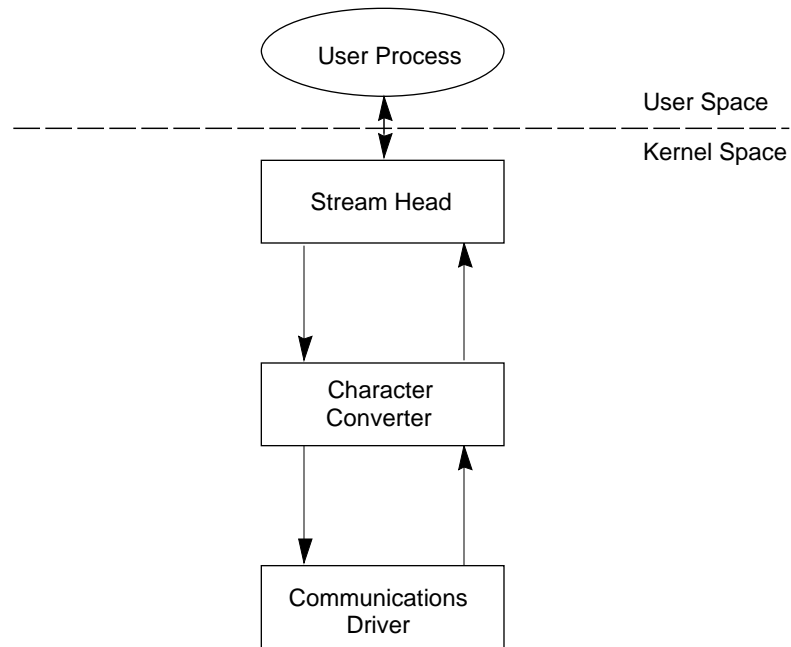 User Process
User Space
Kernel Space
Stream Head
Character
Converter
Communications
Driver